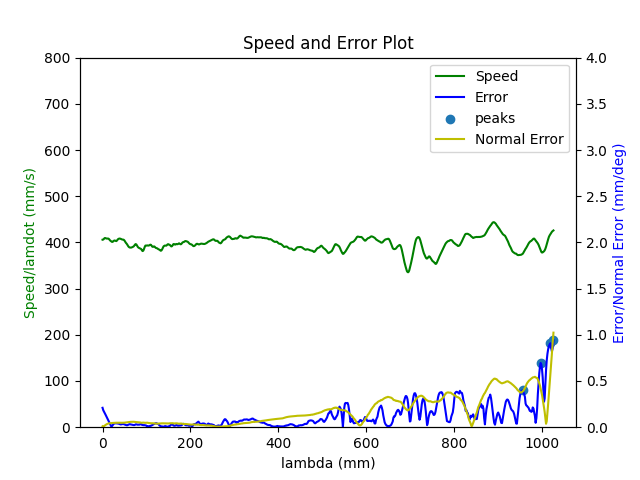 Speed and Error Plot
Speed
Error
peaks
Normal Error
Speed/lamdot (mm/s)
800
700
600
500
400
300
200
100
0
4.0
3.5
3.0
2.5
2.0
1.5
1.0
0.5
0.0
Error/Normal Error (mm/deg)
0 200 400 600 800 1000
lambda (mm)